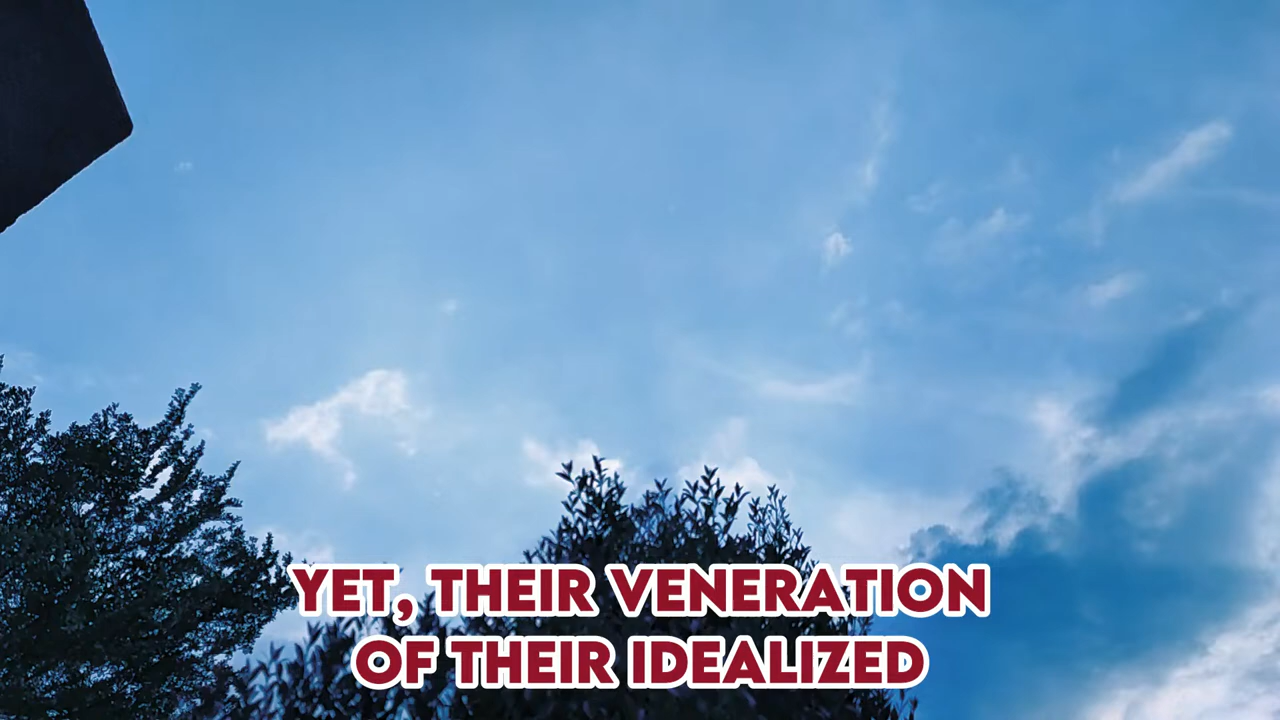 YET, THEIR VENERATION
OF THEIR IDEALIZED